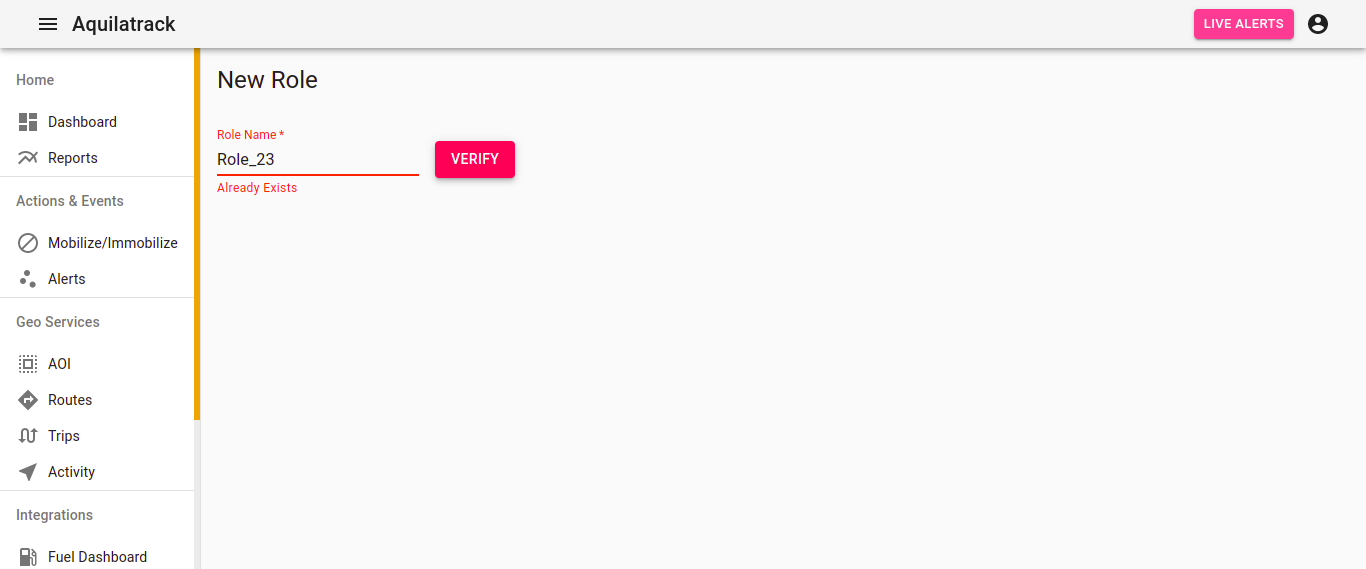 Aquilatrack
LIVE ALERTS
Home
Dashboard
Reports
Actions & Events
Mobilize/Immobilize
Alerts
Geo Services
AOI
Routes
Trips
Activity
Integrations
Fuel Dashboard
New Role
Role Name *
Role_23
VERIFY
Already Exists